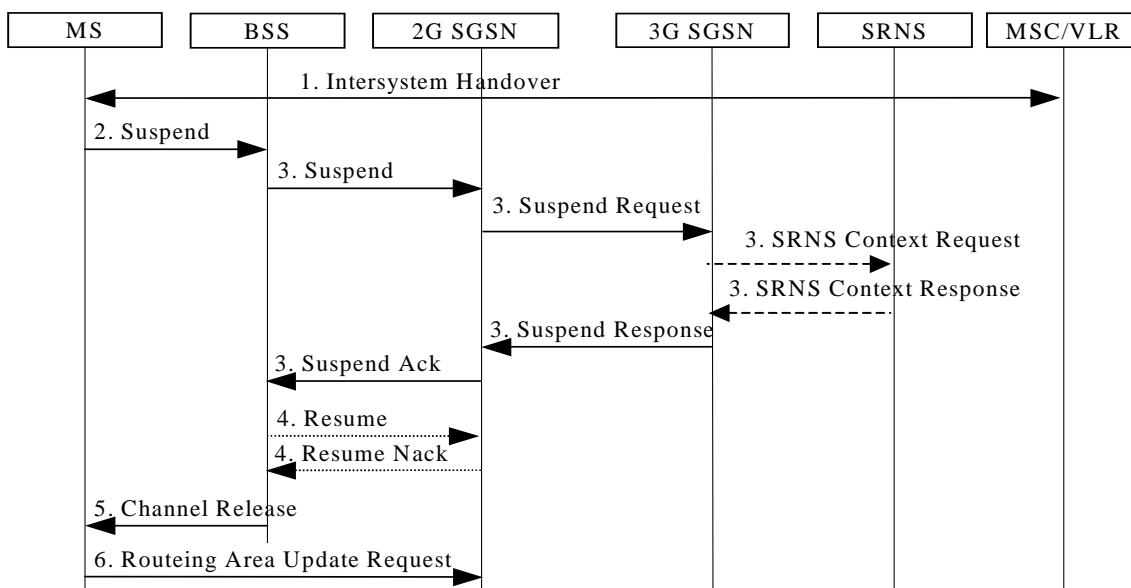 MS BSS 2G SGSN 3G SGSN SRNS MSC/VLR
1. Intersystem Handover
2. Suspend
3. Suspend
3. Suspend Request
3. SRNS Context Request
3. SRNS Context Response
3. Suspend Response
3. Suspend Ack
4. Resume
4. Resume Nack
5. Channel Release
6. Routeing Area Update Request